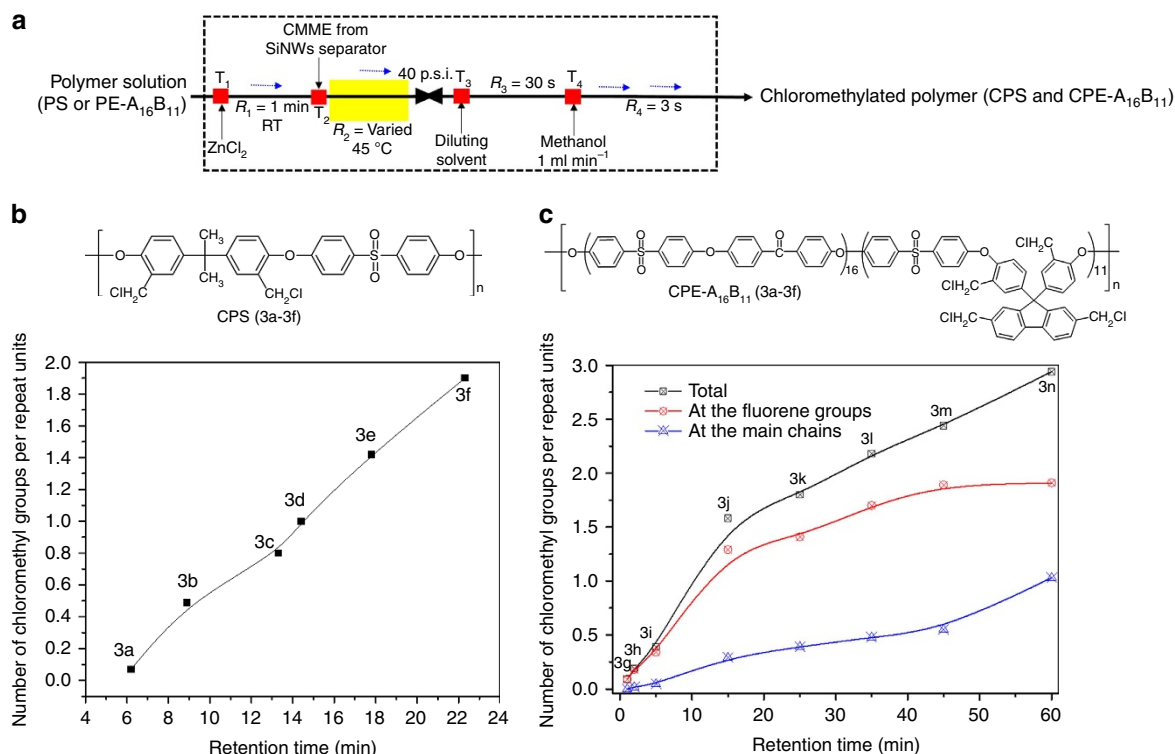 a
CMME from
SiNWs separator
Polymer solution
(PS or PE-A₁₆B₁₁)
T₁
R₁ = 1 min
RT
ZnCl₂
T₂
R₂ = Varied
45 °C
40 p.s.i.
T₃
Diluting
solvent
R₃ = 30 s
T₄
Methanol
1 ml min⁻¹
R₄ = 3 s
Chloromethylated polymer (CPS and CPE-A₁₆B₁₁)
b
O
CH₃
CH₃
O
O
S
O
O
n
ClH₂C
CH₂Cl
CPS (3a-3f)
Number of chloromethyl groups per repeat units
2.0
1.8
1.6
1.4
1.2
1.0
0.8
0.6
0.4
0.2
0.0
3a
3b
3c
3d
3e
3f
4 6 8 10 12 14 16 18 20 22 24
Retention time (min)
c
O
O
S
O
O
O
O
16
O
S
O
O
ClH₂C
O
11
n
ClH₂C
ClH₂C
CH₂Cl
CPE-A₁₆B₁₁ (3a-3f)
Number of chloromethyl groups per repeat units
3.0
2.5
2.0
1.5
1.0
0.5
0.0
Total
At the fluorene groups
At the main chains
3g
3h
3i
3j
3k
3l
3m
3n
0 10 20 30 40 50 60
Retention time (min)